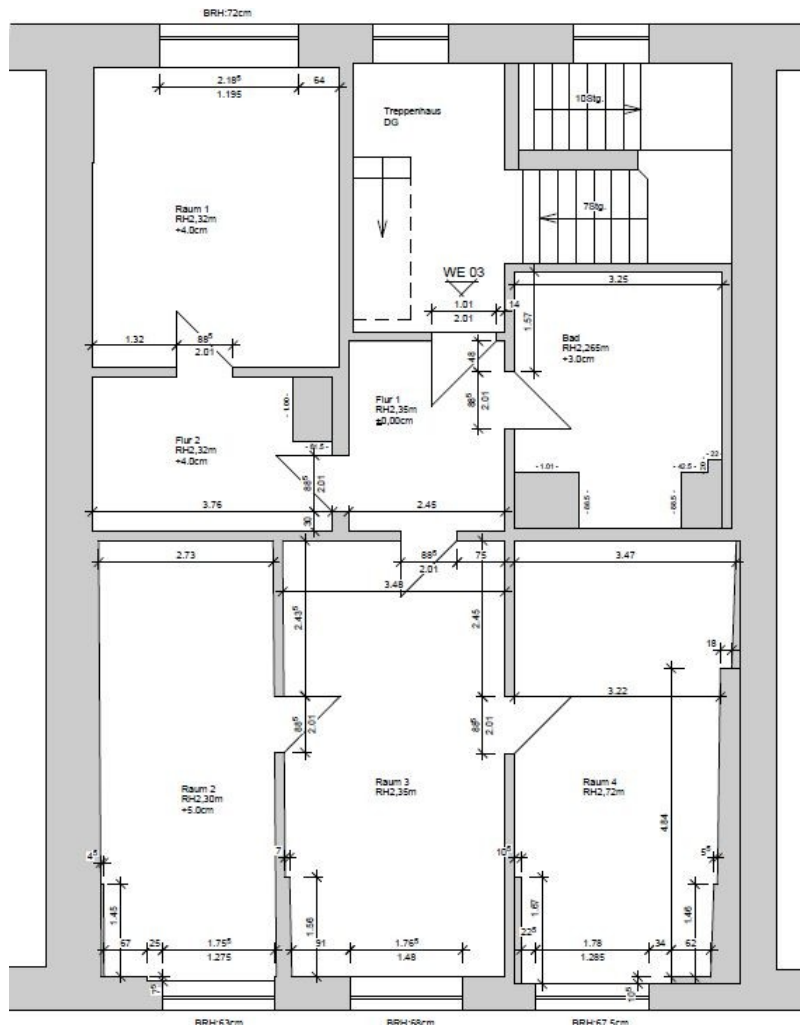 BRH:72cm
2.18⁵
64
1.195
Treppenhaus
DG
10Stg.
7Stg.
Raum 1
RH2,32m
+4.0cm
WE 03
1.01
2.01
14
3.25
1.57
Bad
RH2,265m
+3.0cm
1.32
88⁵
2.01
48
88⁵
2.01
- 1.00 -
Flur 1
RH2,35m
±0,00cm
Flur 2
RH2,32m
+4.0cm
- 61.5 -
88⁵
2.01
30
3.76
2.45
- 1.01 -
- 66.5 -
- 42.5 -
- 22 -
- 66.5 -
2.73
88⁵
75
2.01
3.48
3.47
2.43⁵
2.45
18
3.22
88⁵
2.01
88⁵
2.01
Raum 2
RH2,30m
+5.0cm
Raum 3
RH2,35m
Raum 4
RH2,72m
4.84
4⁵
7
10⁵
5⁵
1.45
1.56
1.67
1.46
67
25
1.75⁵
1.275
91
1.76⁵
1.48
22⁵
1.78
1.285
34
62
7⁵
10⁵
BRH:63cm
BRH:68cm
BRH:67.5cm